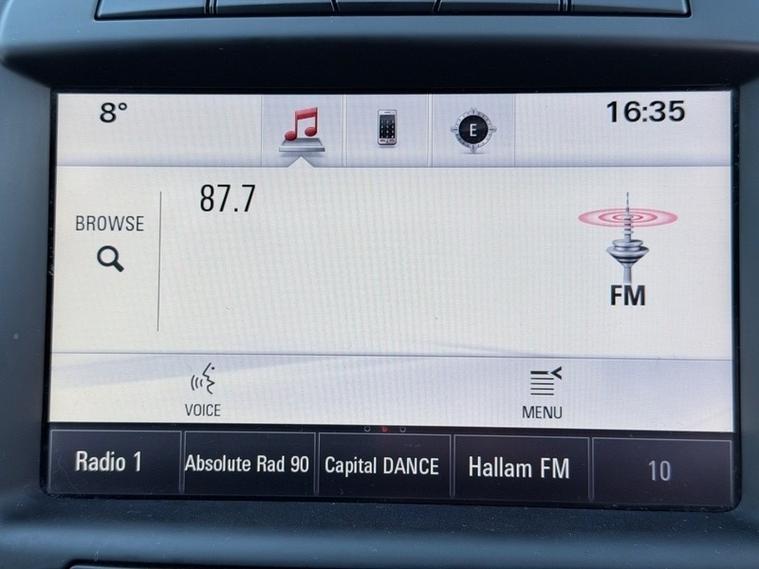 8°
16:35
E
87.7
BROWSE
FM
VOICE
MENU
Radio 1
Absolute Rad 90
Capital DANCE
Hallam FM
10